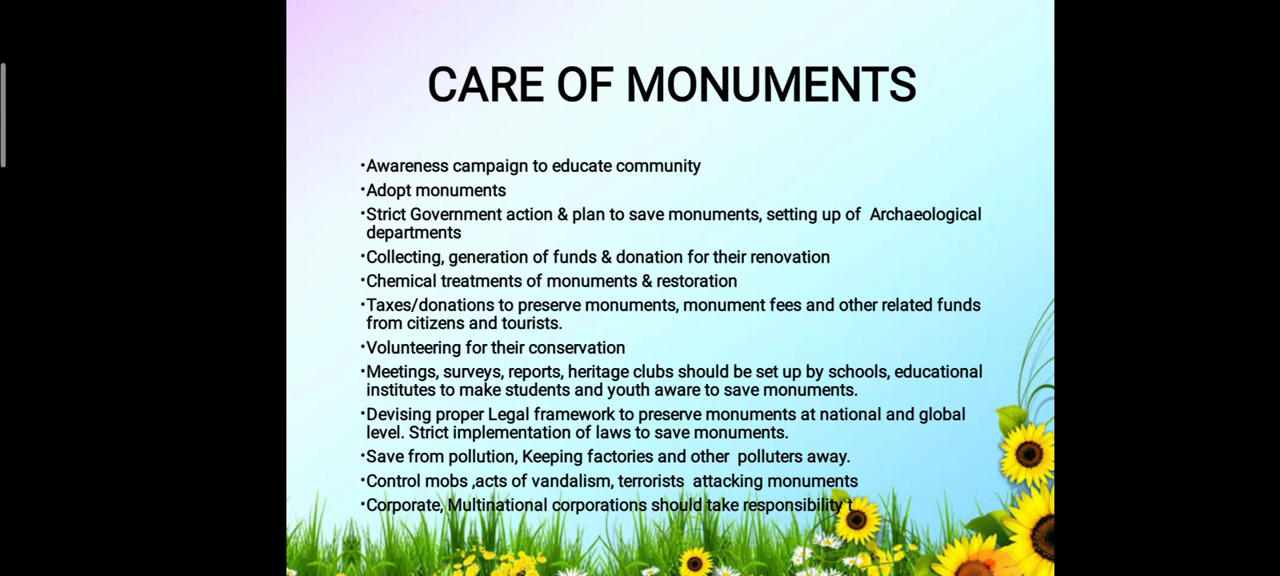 CARE OF MONUMENTS
•Awareness campaign to educate community
•Adopt monuments
•Strict Government action & plan to save monuments, setting up of  Archaeological
departments
•Collecting, generation of funds & donation for their renovation
•Chemical treatments of monuments & restoration
•Taxes/donations to preserve monuments, monument fees and other related funds
from citizens and tourists.
•Volunteering for their conservation
•Meetings, surveys, reports, heritage clubs should be set up by schools, educational
institutes to make students and youth aware to save monuments.
•Devising proper Legal framework to preserve monuments at national and global
level. Strict implementation of laws to save monuments.
•Save from pollution, Keeping factories and other  polluters away.
•Control mobs ,acts of vandalism, terrorists  attacking monuments
•Corporate, Multinational corporations should take responsibility t